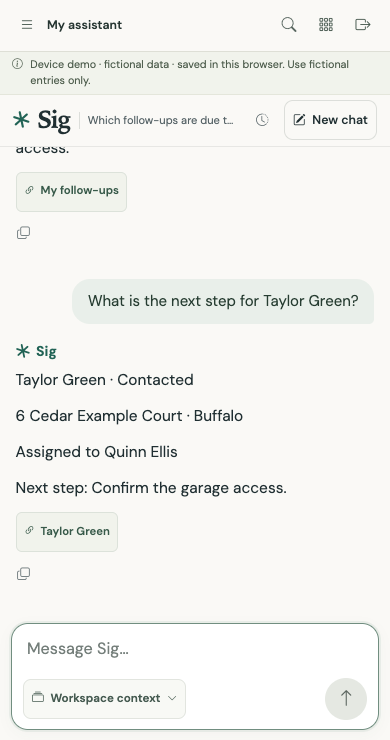 My assistant
Device demo · fictional data · saved in this browser. Use fictional
entries only.
Sig
Which follow-ups are due t...
New chat
access.
My follow-ups
What is the next step for Taylor Green?
Sig
Taylor Green · Contacted
6 Cedar Example Court · Buffalo
Assigned to Quinn Ellis
Next step: Confirm the garage access.
Taylor Green
Message Sig...
Workspace context